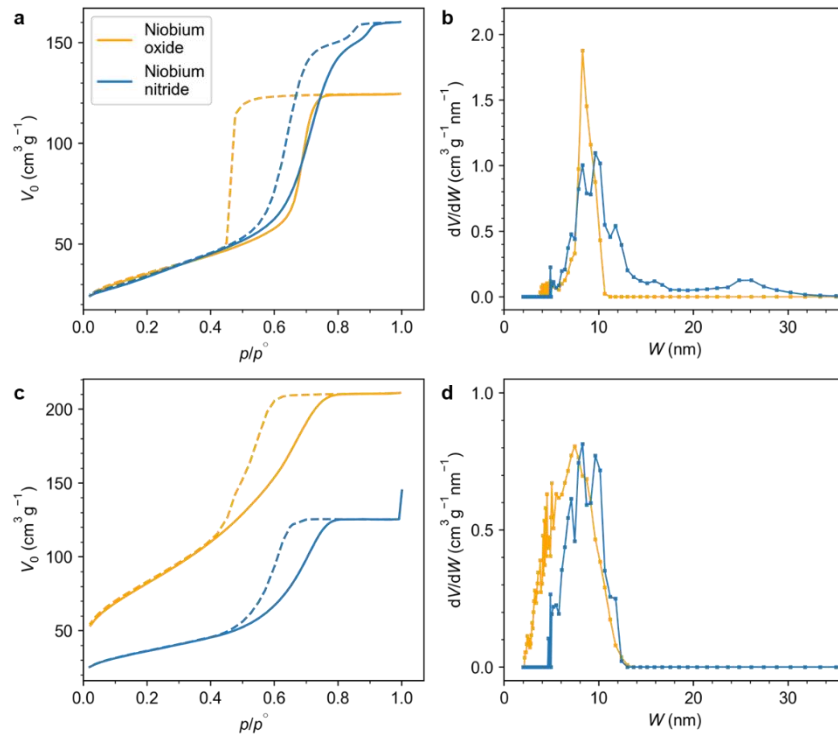 a
Niobium
oxide
Niobium
nitride
V₀ (cm³ g⁻¹)
150
100
50
0.0 0.2 0.4 0.6 0.8 1.0
p/p°
b
dV/dW (cm³ g⁻¹ nm⁻¹)
2.0
1.5
1.0
0.5
0.0
0 10 20 30
W (nm)
c
V₀ (cm³ g⁻¹)
200
150
100
50
0.0 0.2 0.4 0.6 0.8 1.0
p/p°
d
dV/dW (cm³ g⁻¹ nm⁻¹)
1.0
0.5
0.0
0 10 20 30
W (nm)